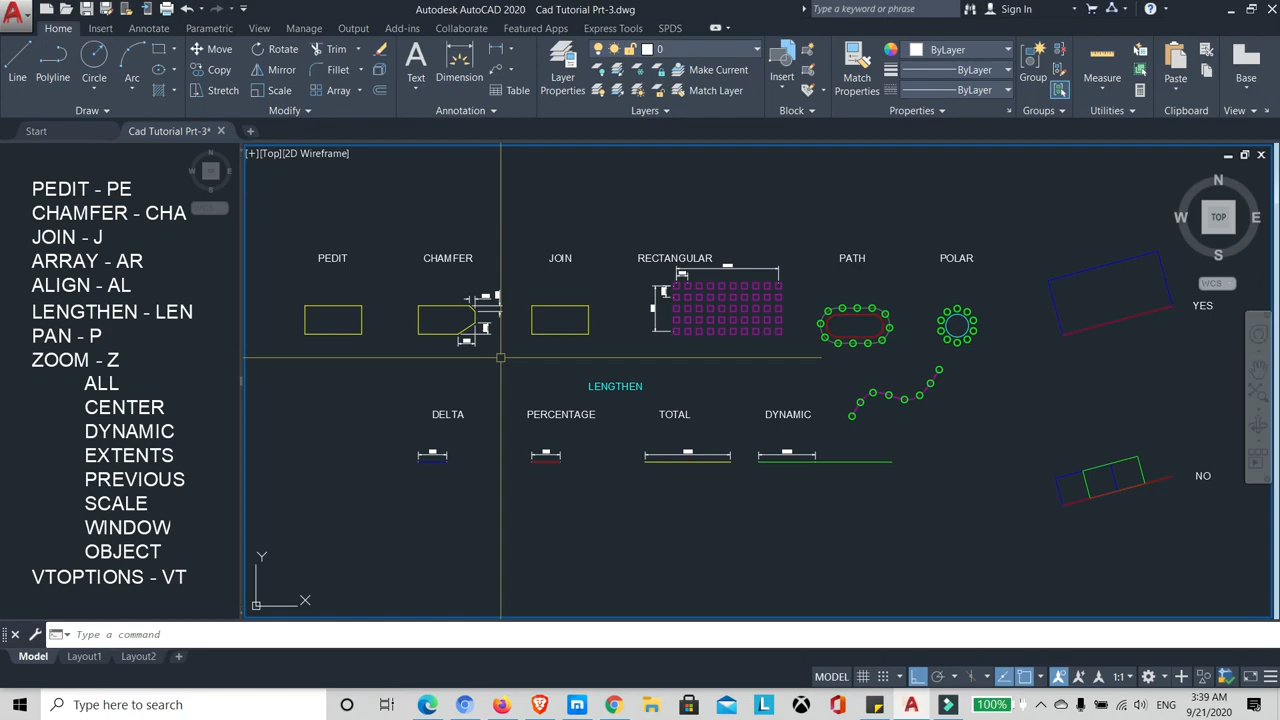 Autodesk AutoCAD 2020 Cad Tutorial Prt-3.dwg
Type a keyword or phrase
Sign In
Home Insert Annotate Parametric View Manage Output Add-ins Collaborate Express Tools Featured Apps SPDS
Line Polyline Circle Arc
Move Rotate Trim
Copy Mirror Fillet
Stretch Scale Array
Text Dimension Table
Layer Properties
0
Make Current
Match Layer
Insert
Match Properties
ByLayer
ByLayer
ByLayer
Group
Measure
Paste
Base
Draw Modify Annotation Layers Block Properties Groups Utilities Clipboard View
Start Cad Tutorial Prt-3*
[+][Top][2D Wireframe]
PEDIT - PE
CHAMFER - CHA
JOIN - J
ARRAY - AR
ALIGN - AL
LENGTHEN - LEN
PAN - P
ZOOM - Z
ALL
CENTER
DYNAMIC
EXTENTS
PREVIOUS
SCALE
WINDOW
OBJECT
VTOPTIONS - VT
N
W TOP E
S
WCS
PEDIT CHAMFER JOIN RECTANGULAR PATH POLAR
YES
LENGTHEN
DELTA PERCENTAGE TOTAL DYNAMIC
NO
Y
X
Type a command
Model Layout1 Layout2
MODEL 1:1
Type here to search
100%
ENG
3:39 AM
9/21/2020